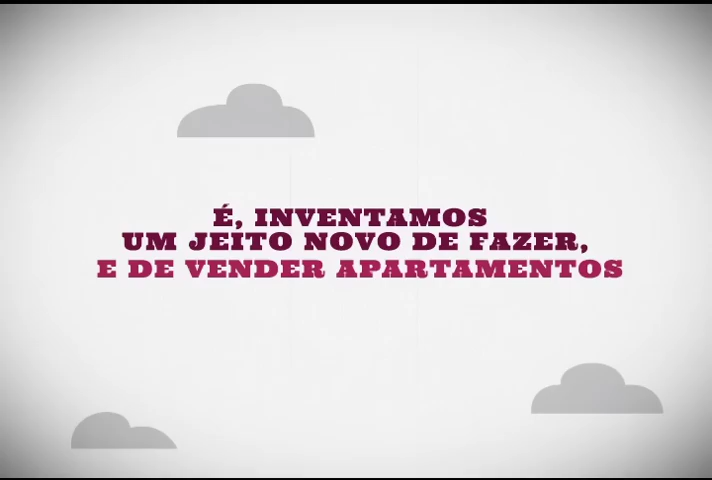 É, INVENTAMOS
UM JEITO NOVO DE FAZER,
E DE VENDER APARTAMENTOS